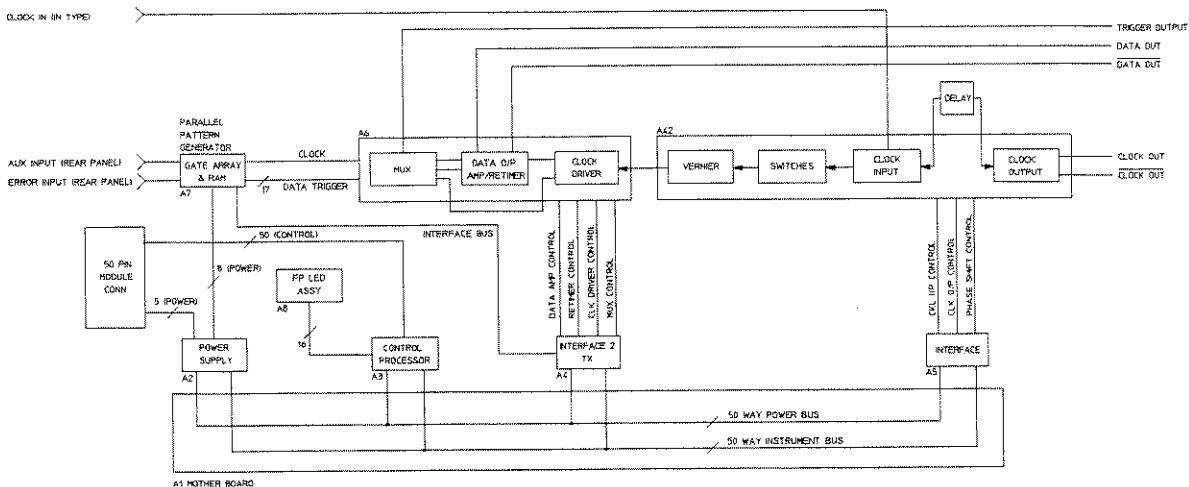 CLOCK IN (N TYPE)
TRIGGER OUTPUT
DATA OUT
DATA OUT
DELAY
PARALLEL
PATTERN
GENERATOR
A6
A42
AUX INPUT (REAR PANEL)
ERROR INPUT (REAR PANEL)
GATE ARRAY
& RAM
A7
CLOCK
17
DATA TRIGGER
MUX
DATA O/P
AMP/RETIMER
CLOCK
DRIVER
VERNIER
SWITCHES
CLOCK
INPUT
CLOCK
OUTPUT
CLOCK OUT
CLOCK OUT
50 (CONTROL)
INTERFACE BUS
50 PIN
MODULE
CONN
8 (POWER)
5 (POWER)
FP LED
ASSY
A8
16
DATA AMP CONTROL
RETIMER CONTROL
CLK DRIVER CONTROL
MUX CONTROL
CKL I/P CONTROL
CLK O/P CONTROL
PHASE SHIFT CONTROL
POWER
SUPPLY
A2
CONTROL
PROCESSOR
A3
INTERFACE 2
TX
A4
INTERFACE
A5
50 WAY POWER BUS
50 WAY INSTRUMENT BUS
A1 MOTHER BOARD